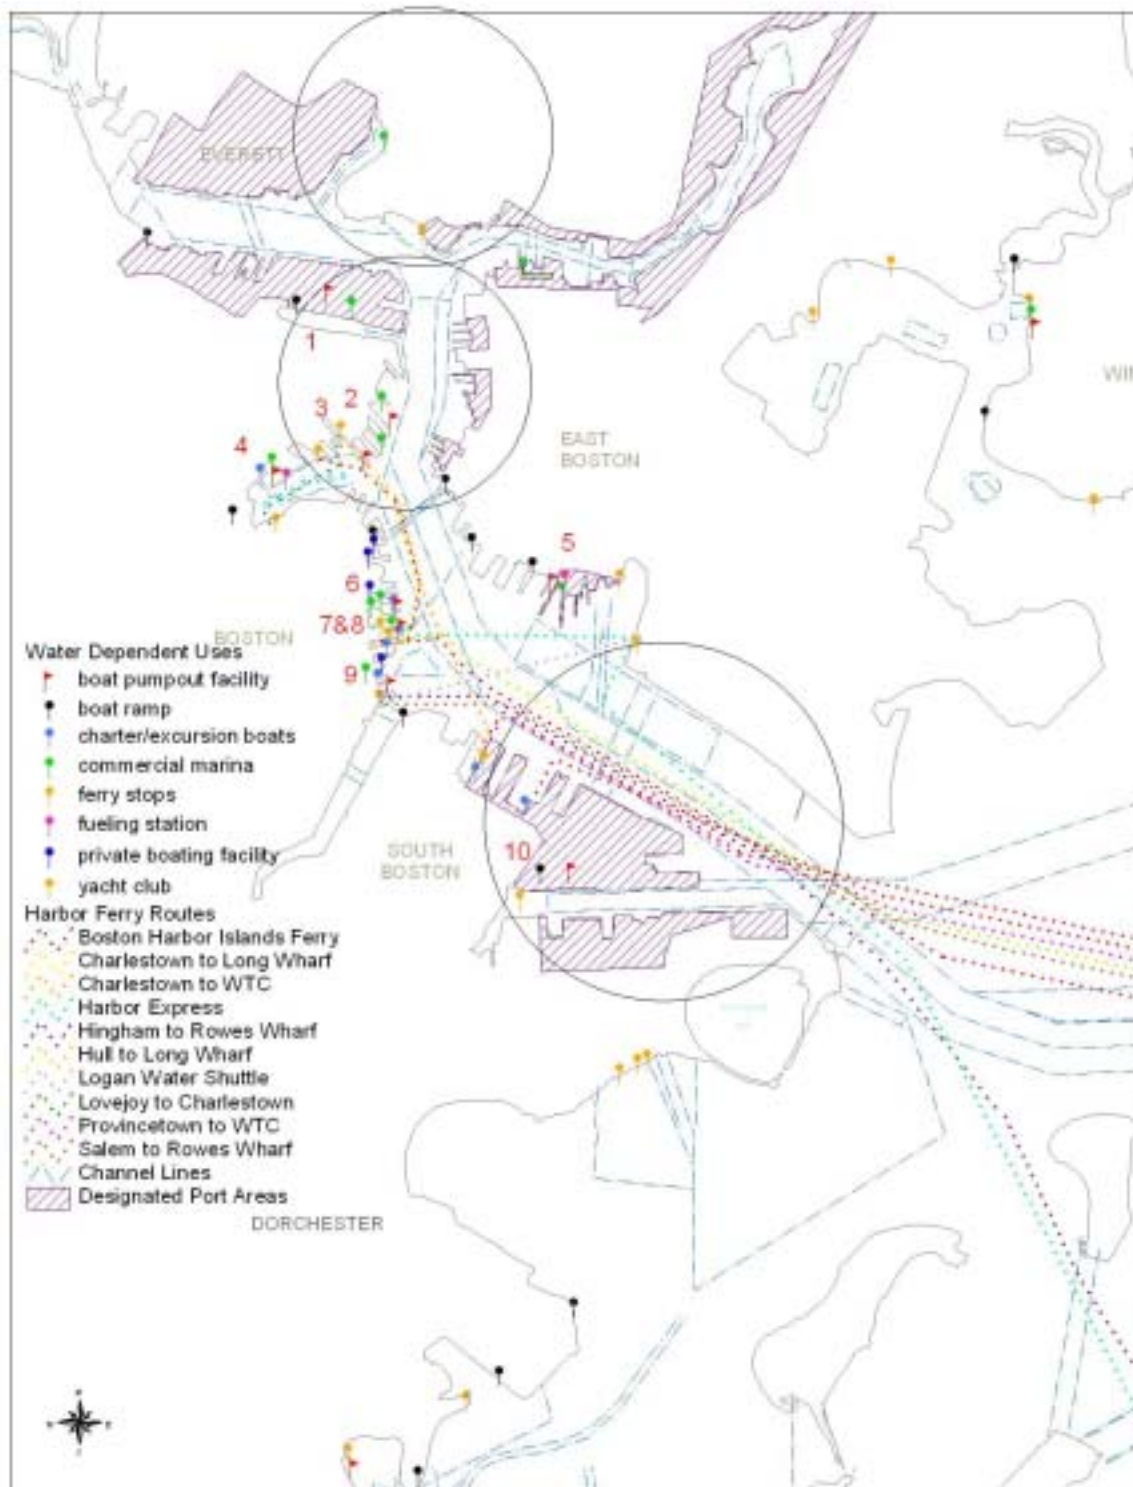 EVERETT
1
3 2
4
WIN
EAST
BOSTON
5
6
BOSTON
7&8
9
Water Dependent Uses
boat pumpout facility
boat ramp
charter/excursion boats
commercial marina
ferry stops
fueling station
private boating facility
yacht club
SOUTH
BOSTON
10
Harbor Ferry Routes
Boston Harbor Islands Ferry
Charlestown to Long Wharf
Charlestown to WTC
Harbor Express
Hingham to Rowes Wharf
Hull to Long Wharf
Logan Water Shuttle
Lovejoy to Charlestown
Provincetown to WTC
Salem to Rowes Wharf
Channel Lines
Designated Port Areas
DORCHESTER